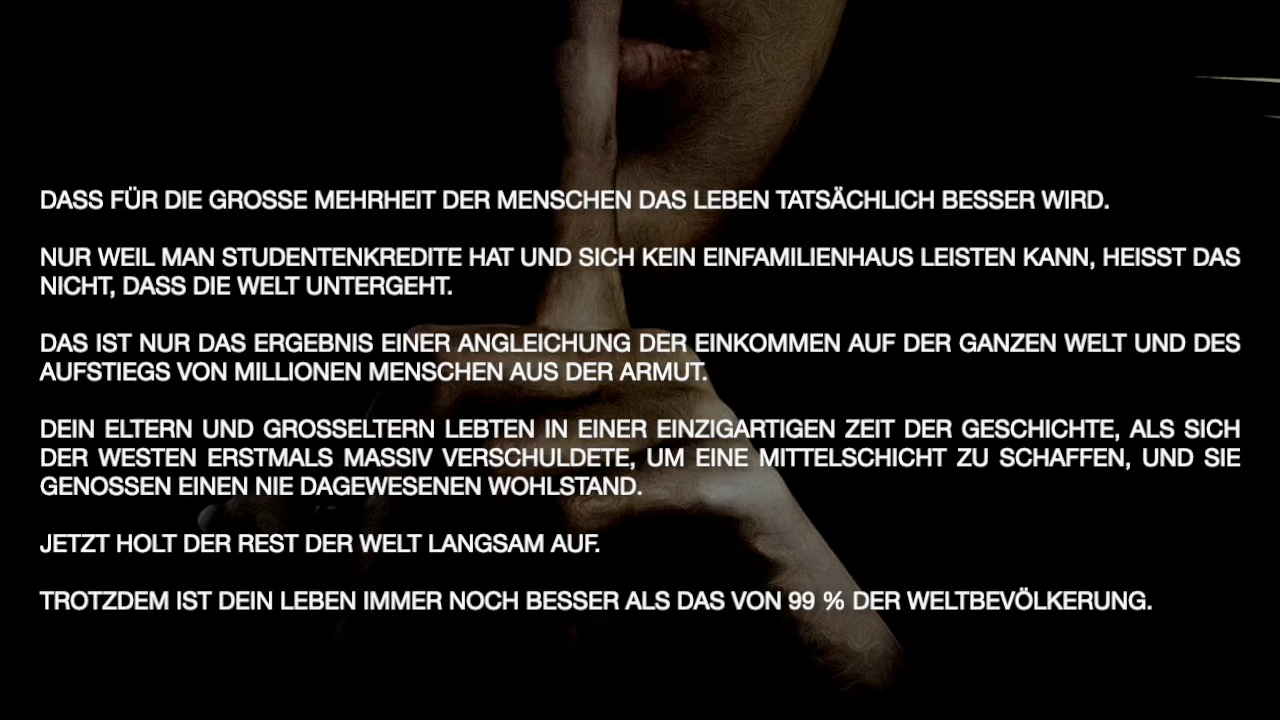 DASS FÜR DIE GROSSE MEHRHEIT DER MENSCHEN DAS LEBEN TATSÄCHLICH BESSER WIRD.
NUR WEIL MAN STUDENTENKREDITE HAT UND SICH KEIN EINFAMILIENHAUS LEISTEN KANN, HEISST DAS
NICHT, DASS DIE WELT UNTERGEHT.
DAS IST NUR DAS ERGEBNIS EINER ANGLEICHUNG DER EINKOMMEN AUF DER GANZEN WELT UND DES
AUFSTIEGS VON MILLIONEN MENSCHEN AUS DER ARMUT.
DEIN ELTERN UND GROSSELTERN LEBTEN IN EINER EINZIGARTIGEN ZEIT DER GESCHICHTE, ALS SICH
DER WESTEN ERSTMALS MASSIV VERSCHULDETE, UM EINE MITTELSCHICHT ZU SCHAFFEN, UND SIE
GENOSSEN EINEN NIE DAGEWESENEN WOHLSTAND.
JETZT HOLT DER REST DER WELT LANGSAM AUF.
TROTZDEM IST DEIN LEBEN IMMER NOCH BESSER ALS DAS VON 99 % DER WELTBEVÖLKERUNG.